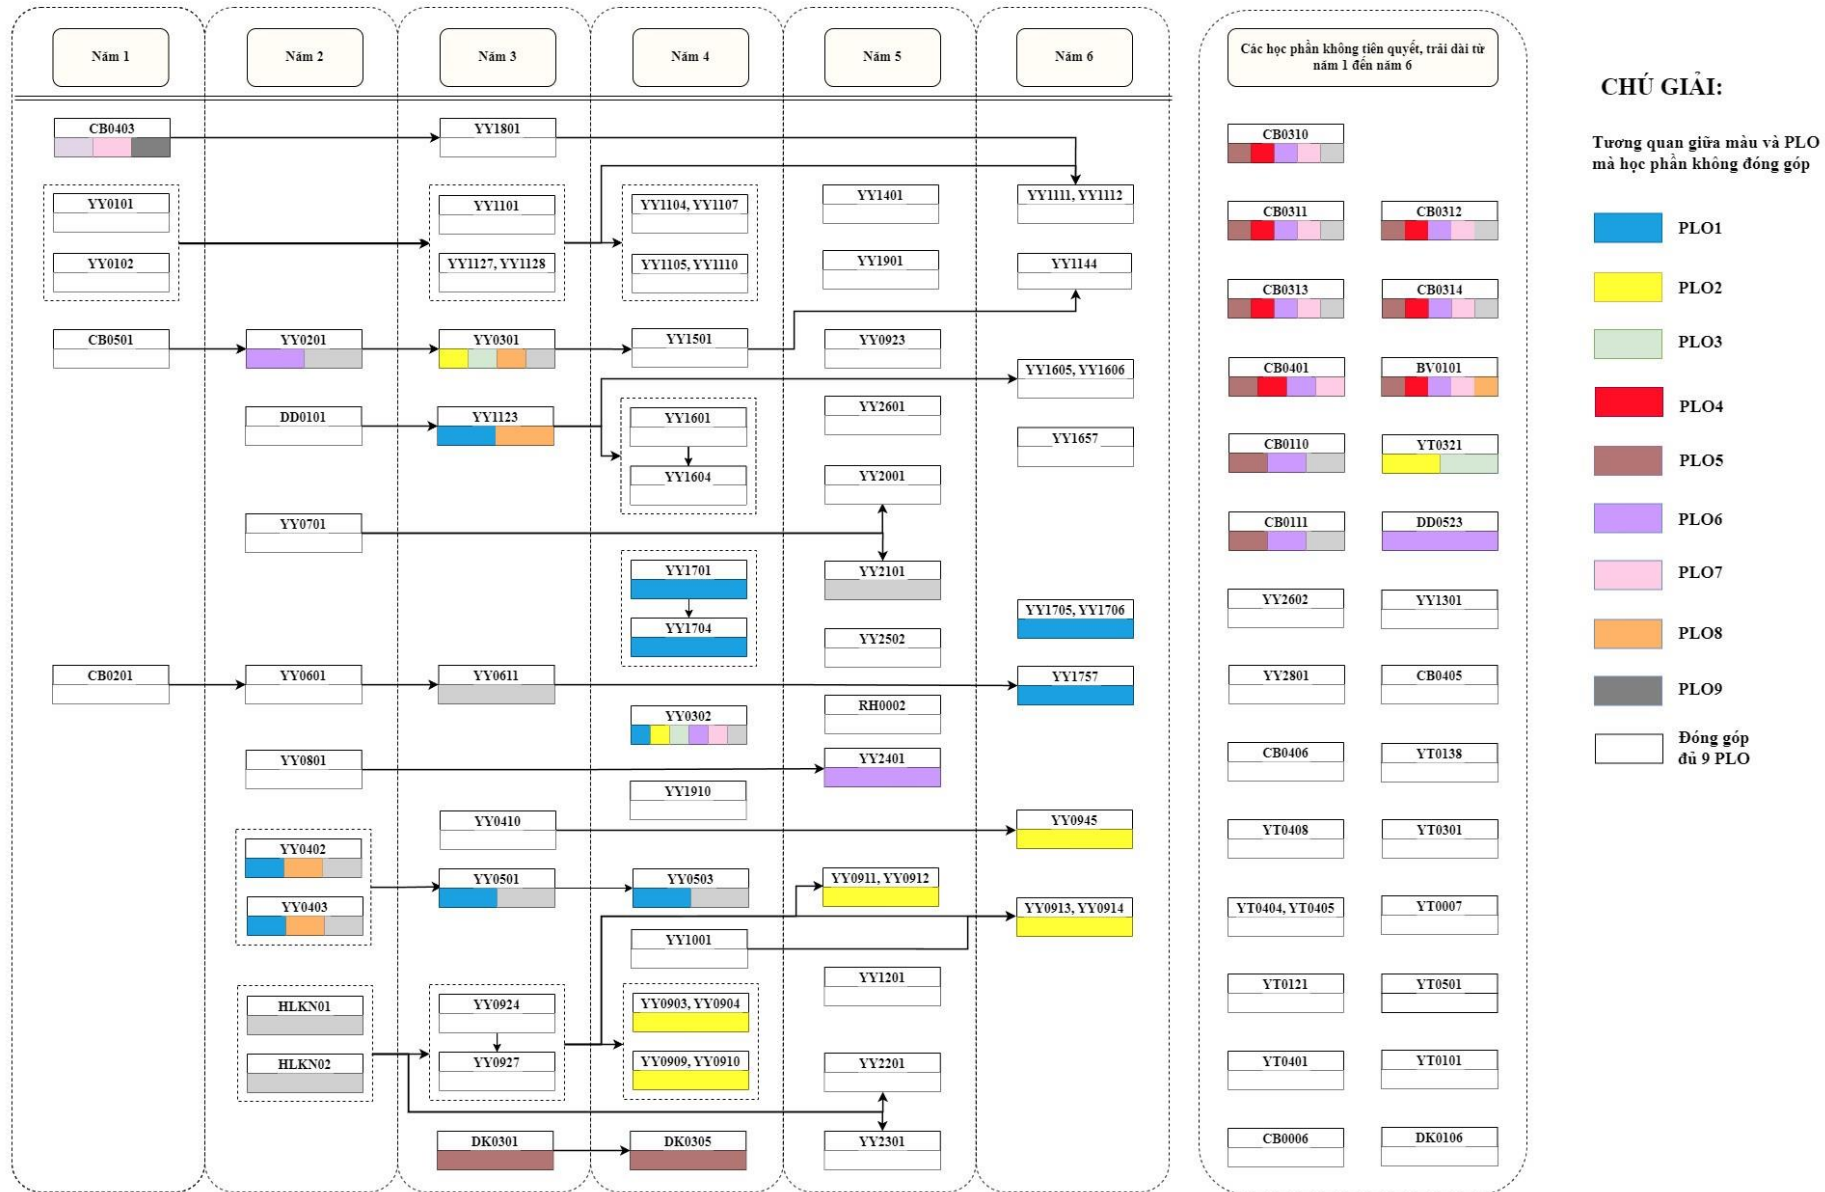 Năm 1
Năm 2
Năm 3
Năm 4
Năm 5
Năm 6
CB0403
YY0101
YY0102
CB0501
CB0201
YY0201
DD0101
YY0701
YY0601
YY0801
YY0402
YY0403
HLKN01
HLKN02
YY1801
YY1101
YY1127, YY1128
YY0301
YY1123
YY0611
YY0410
YY0501
YY0924
YY0927
DK0301
YY1104, YY1107
YY1105, YY1110
YY1501
YY1601
YY1604
YY1701
YY1704
YY0302
YY1910
YY0503
YY1001
YY0903, YY0904
YY0909, YY0910
DK0305
YY1401
YY1901
YY0923
YY2601
YY2001
YY2101
YY2502
RH0002
YY2401
YY0911, YY0912
YY1201
YY2201
YY2301
YY1111, YY1112
YY1144
YY1605, YY1606
YY1657
YY1705, YY1706
YY1757
YY0945
YY0913, YY0914
Các học phần không tiên quyết, trải dài từ
năm 1 đến năm 6
CB0310
CB0311
CB0312
CB0313
CB0314
CB0401
BV0101
CB0110
YT0321
CB0111
DD0523
YY2602
YY1301
YY2801
CB0405
CB0406
YT0138
YT0408
YT0301
YT0404, YT0405
YT0007
YT0121
YT0501
YT0401
YT0101
CB0006
DK0106
CHÚ GIẢI:
Tương quan giữa màu và PLO
mà học phần không đóng góp
PLO1
PLO2
PLO3
PLO4
PLO5
PLO6
PLO7
PLO8
PLO9
Đóng góp
đủ 9 PLO